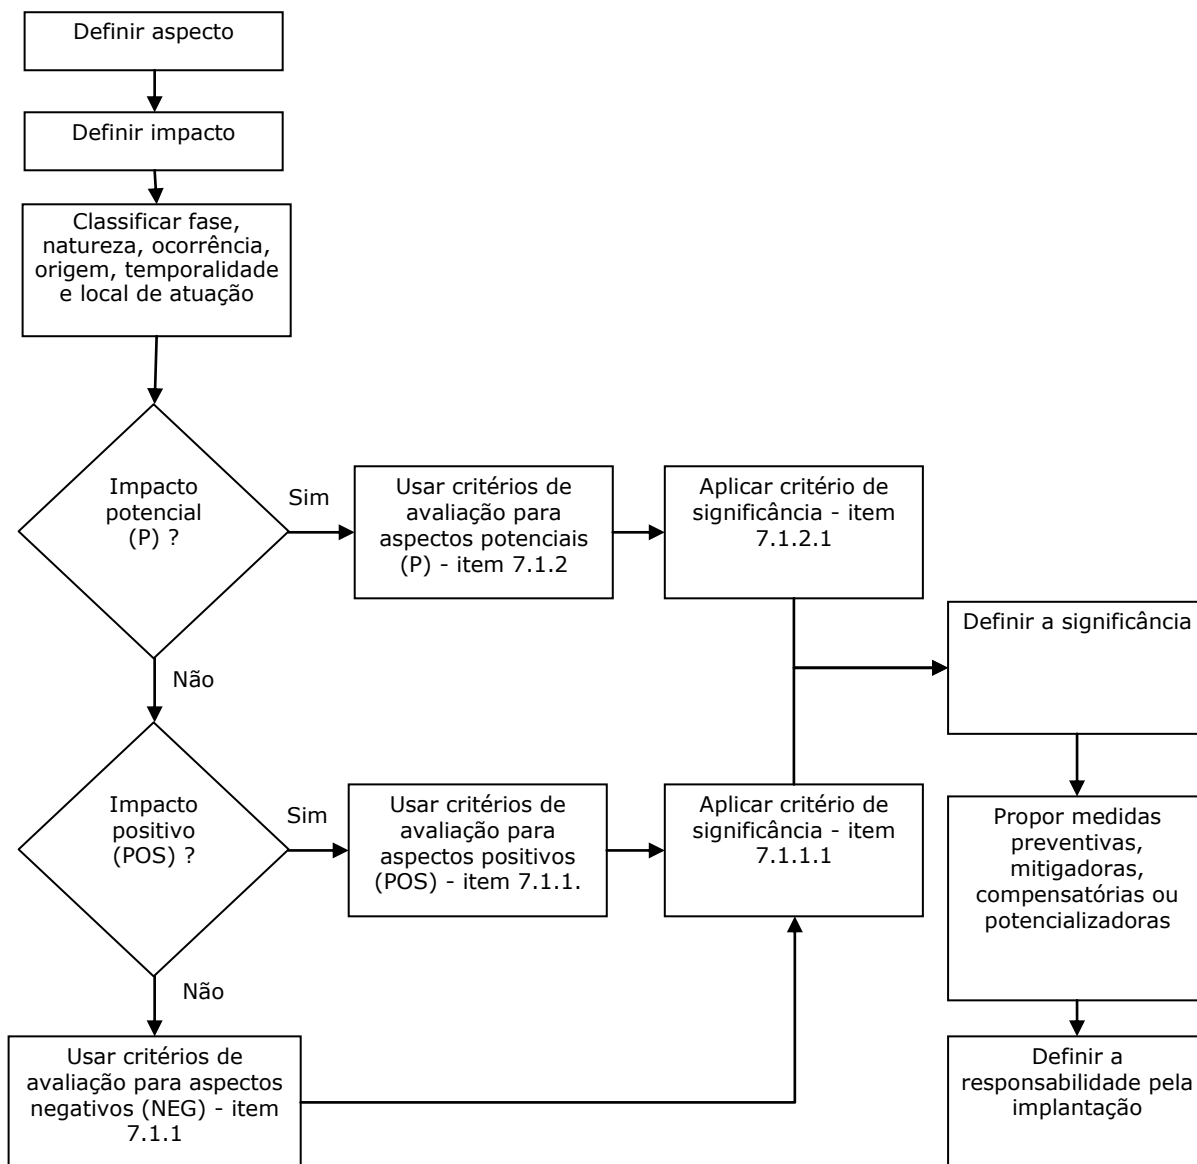 Definir aspecto
Definir impacto
Classificar fase,
natureza, ocorrência,
origem, temporalidade
e local de atuação
Impacto
potencial
(P) ?
Sim
Usar critérios de
avaliação para
aspectos potenciais
(P) - item 7.1.2
Aplicar critério de
significância - item
7.1.2.1
Definir a significância
Não
Impacto
positivo
(POS) ?
Sim
Usar critérios de
avaliação para
aspectos positivos
(POS) - item 7.1.1.
Aplicar critério de
significância - item
7.1.1.1
Propor medidas
preventivas,
mitigadoras,
compensatórias ou
potencializadoras
Não
Usar critérios de
avaliação para aspectos
negativos (NEG) - item
7.1.1
Definir a
responsabilidade pela
implantação